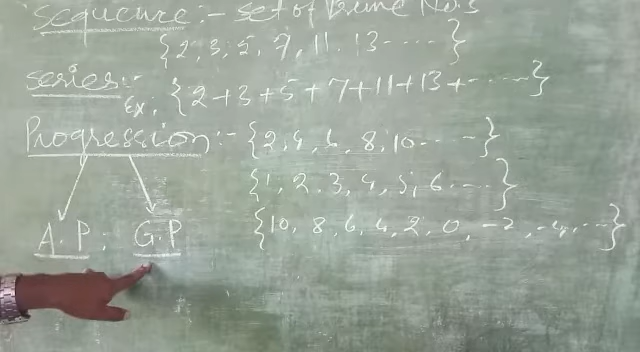 Sequence:- set of Prime No.s
{2, 3, 5, 7, 11, 13 ..... }
Series:-
Ex: {2+3+5+7+11+13+.......}
Progression:- {2, 4, 6, 8, 10 ..... }
{1, 2, 3, 4, 5, 6 .... }
A.P, G.P {10, 8, 6, 4, 2, 0, -2, -4, ...}